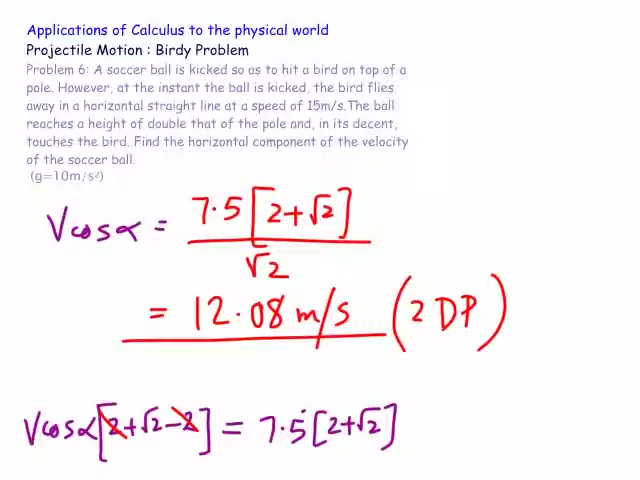 Applications of Calculus to the physical world
Projectile Motion : Birdy Problem
Problem 6: A soccer ball is kicked so as to hit a bird on top of a
pole. However, at the instant the ball is kicked, the bird flies
away in a horizontal straight line at a speed of 15m/s.The ball
reaches a height of double that of the pole and, in its decent,
touches the bird. Find the horizontal component of the velocity
of the soccer ball.
(g=10m/s²)
Vcosα = 7.5[2+√2] / √2
= 12.08 m/s (2 DP)
Vcosα[2+√2-2] = 7.5[2+√2]